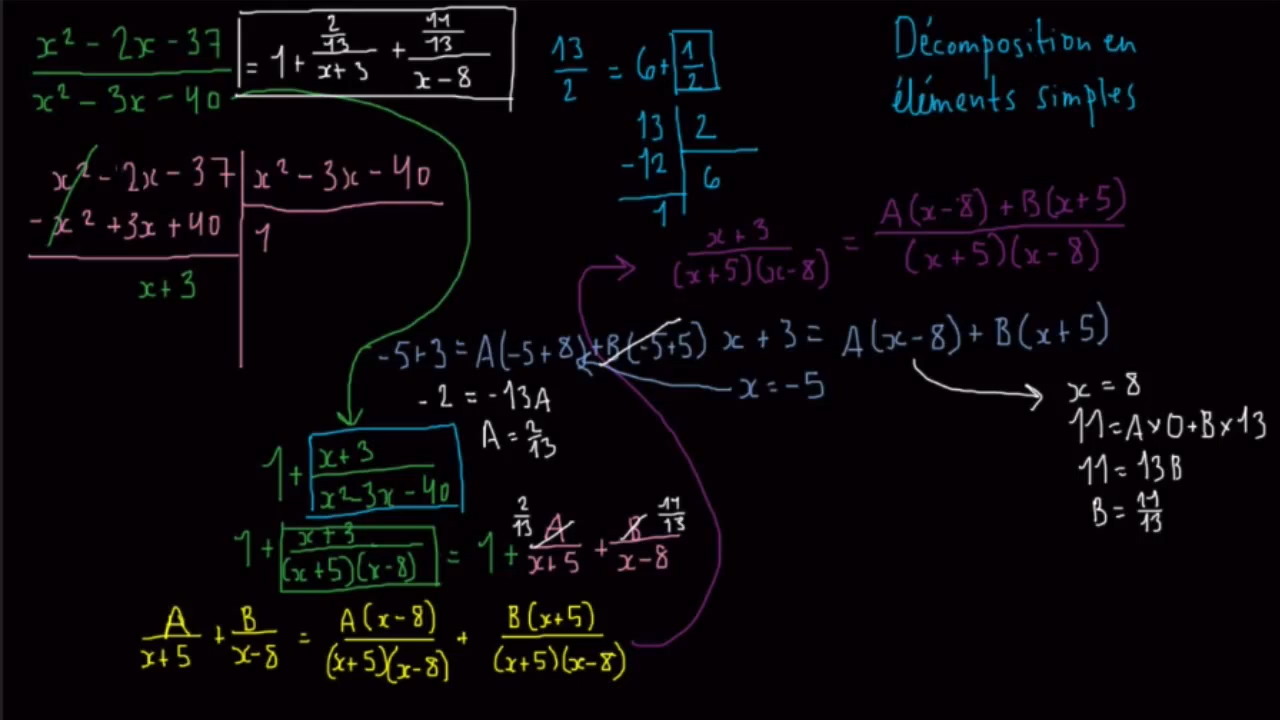 x² - 2x - 37 / x² - 3x - 40 = 1 + (2/13)/(x + 3) + (11/13)/(x - 8)
13/2 = 6 + 1/2
13 | 2
-12 | 6
1
Décomposition en
éléments simples
x² - 2x - 37 | x² - 3x - 40
- x² + 3x + 40 | 1
x + 3
x + 3 / (x + 5)(x - 8) = A(x - 8) + B(x + 5) / (x + 5)(x - 8)
-5 + 3 = A(-5 + 8) + B(-5 + 5)
x + 3 = A(x - 8) + B(x + 5)
x = -5
-2 = -13A
A = 2/13
x = 8
11 = A × 0 + B × 13
11 = 13B
B = 11/13
1 + x + 3 / x² - 3x - 40
1 + x + 3 / (x + 5)(x - 8) = 1 + 2/13 A / x + 5 + B 11/13 / x - 8
A / x + 5 + B / x - 8 = A(x - 8) / (x + 5)(x - 8) + B(x + 5) / (x + 5)(x - 8)